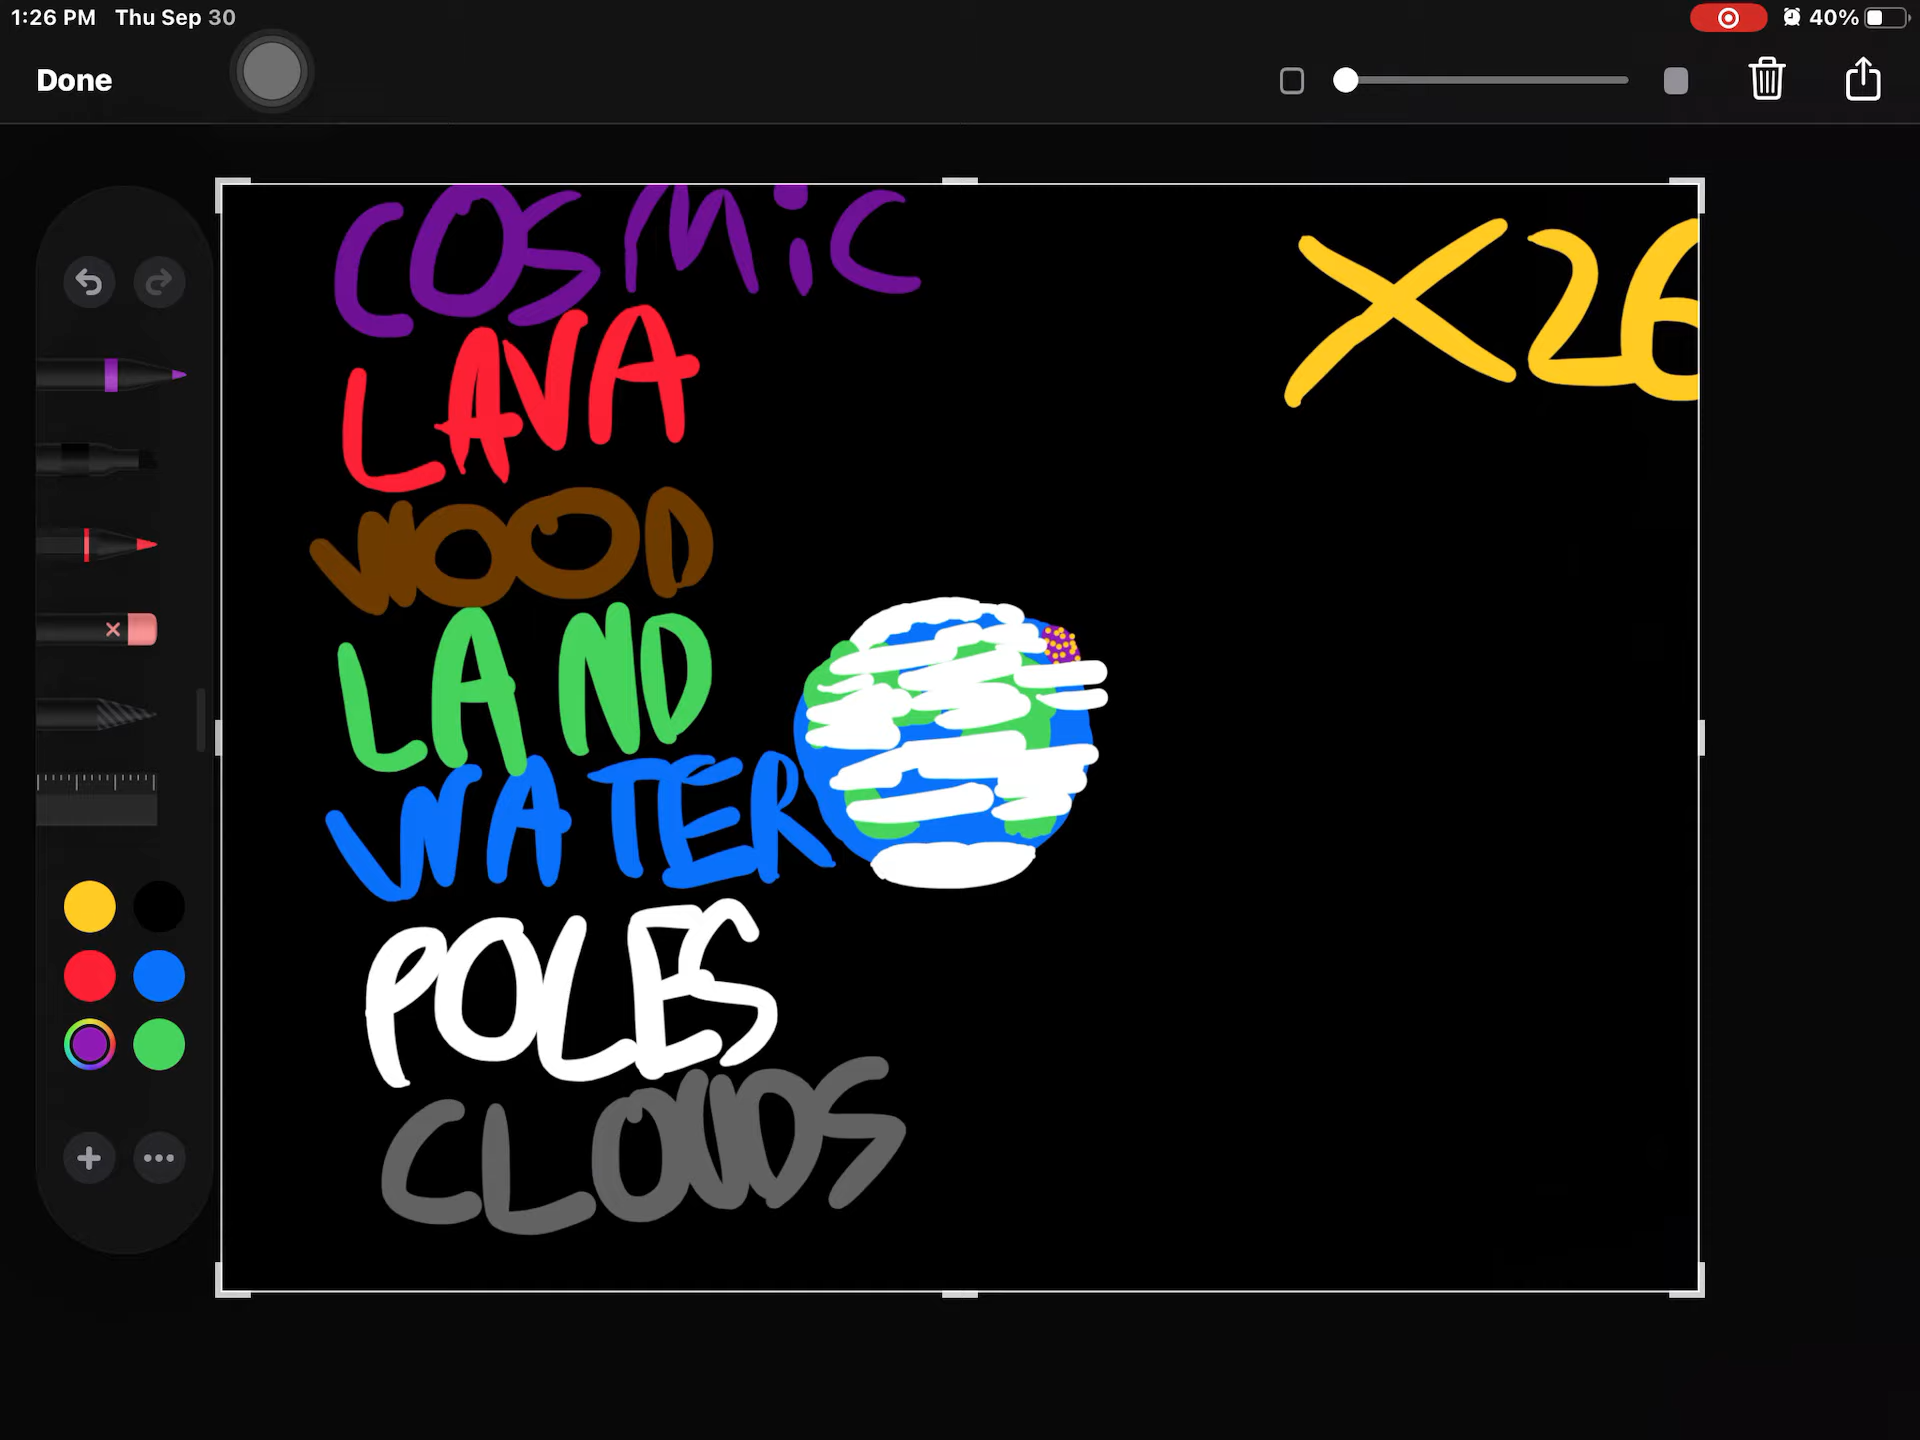 1:26 PM Thu Sep 30 40%
Done
COSMiC
X26
LAVA
WOOD
LAND
WATER
POLES
CLOUDS